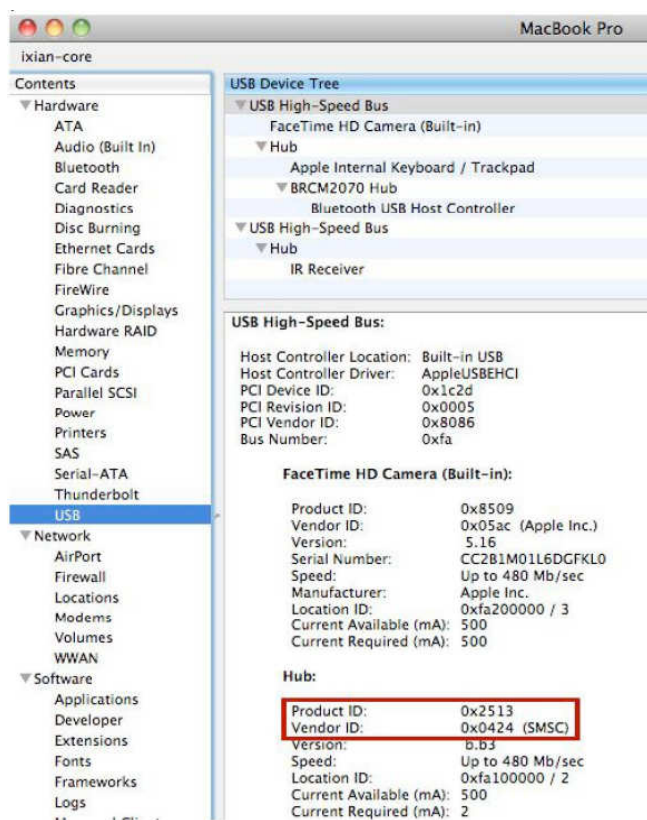 MacBook Pro
ixian-core
Contents
Hardware
ATA
Audio (Built In)
Bluetooth
Card Reader
Diagnostics
Disc Burning
Ethernet Cards
Fibre Channel
FireWire
Graphics/Displays
Hardware RAID
Memory
PCI Cards
Parallel SCSI
Power
Printers
SAS
Serial-ATA
Thunderbolt
USB
Network
AirPort
Firewall
Locations
Modems
Volumes
WWAN
Software
Applications
Developer
Extensions
Fonts
Frameworks
Logs
USB Device Tree
USB High-Speed Bus
FaceTime HD Camera (Built-in)
Hub
Apple Internal Keyboard / Trackpad
BRCM2070 Hub
Bluetooth USB Host Controller
USB High-Speed Bus
Hub
IR Receiver
USB High-Speed Bus:
Host Controller Location: Built-in USB
Host Controller Driver: AppleUSBEHCI
PCI Device ID: 0x1c2d
PCI Revision ID: 0x0005
PCI Vendor ID: 0x8086
Bus Number: 0xfa
FaceTime HD Camera (Built-in):
Product ID: 0x8509
Vendor ID: 0x05ac (Apple Inc.)
Version: 5.16
Serial Number: CC2B1M01L6DGFKL0
Speed: Up to 480 Mb/sec
Manufacturer: Apple Inc.
Location ID: 0xfa200000 / 3
Current Available (mA): 500
Current Required (mA): 500
Hub:
Product ID: 0x2513
Vendor ID: 0x0424 (SMSC)
Version: b.b3
Speed: Up to 480 Mb/sec
Location ID: 0xfa100000 / 2
Current Available (mA): 500
Current Required (mA): 2